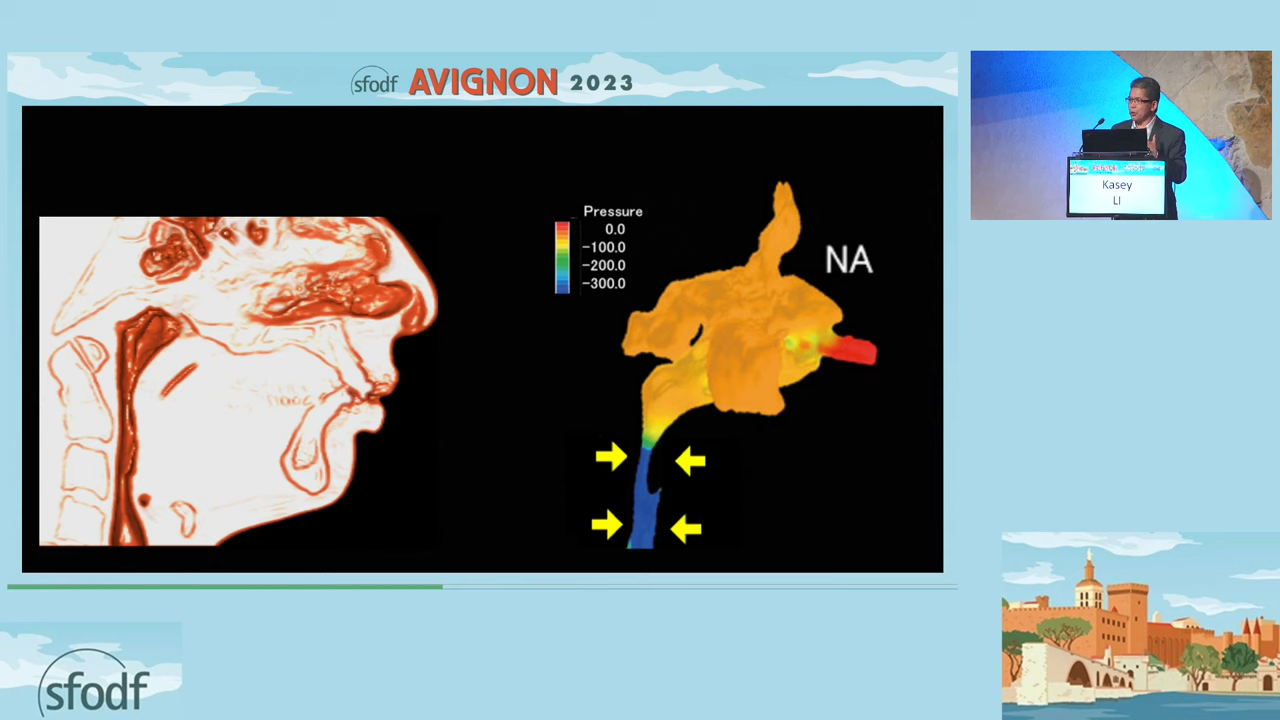 sfodf AVIGNON 2023
Pressure
0.0
-100.0
-200.0
-300.0
NA
Kasey
LI
sfodf